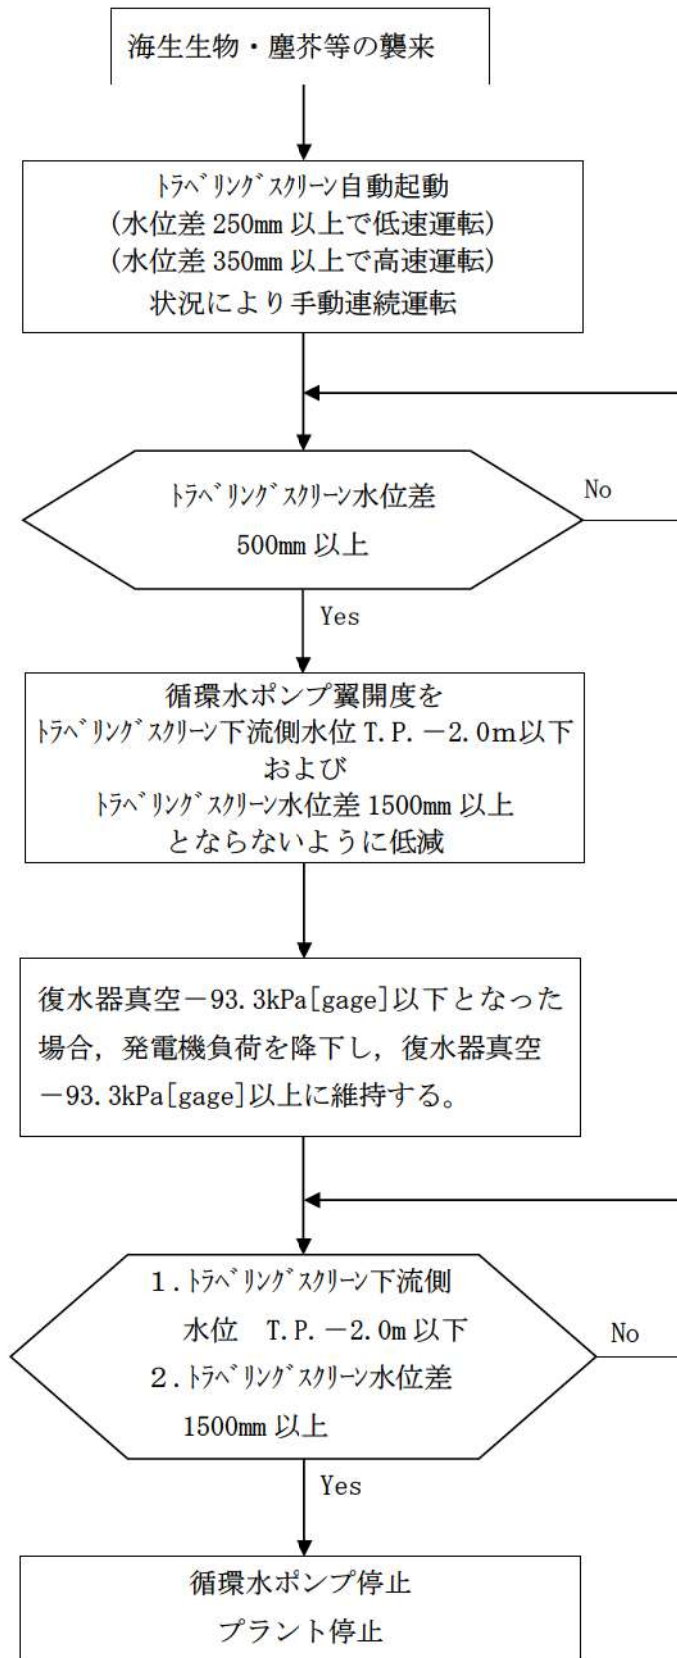 海生生物・塵芥等の襲来
ﾄﾗﾍﾞﾘﾝｸﾞｽｸﾘｰﾝ自動起動
(水位差 250mm 以上で低速運転)
(水位差 350mm 以上で高速運転)
状況により手動連続運転
ﾄﾗﾍﾞﾘﾝｸﾞｽｸﾘｰﾝ水位差
500mm 以上
No
Yes
循環水ポンプ翼開度を
ﾄﾗﾍﾞﾘﾝｸﾞｽｸﾘｰﾝ下流側水位 T.P.－2.0m以下
および
ﾄﾗﾍﾞﾘﾝｸﾞｽｸﾘｰﾝ水位差 1500mm 以上
とならないように低減
復水器真空－93.3kPa[gage]以下となった
場合，発電機負荷を降下し，復水器真空
－93.3kPa[gage]以上に維持する。
１.ﾄﾗﾍﾞﾘﾝｸﾞｽｸﾘｰﾝ下流側
水位　T.P.－2.0m 以下
２.ﾄﾗﾍﾞﾘﾝｸﾞｽｸﾘｰﾝ水位差
1500mm 以上
No
Yes
循環水ポンプ停止
プラント停止